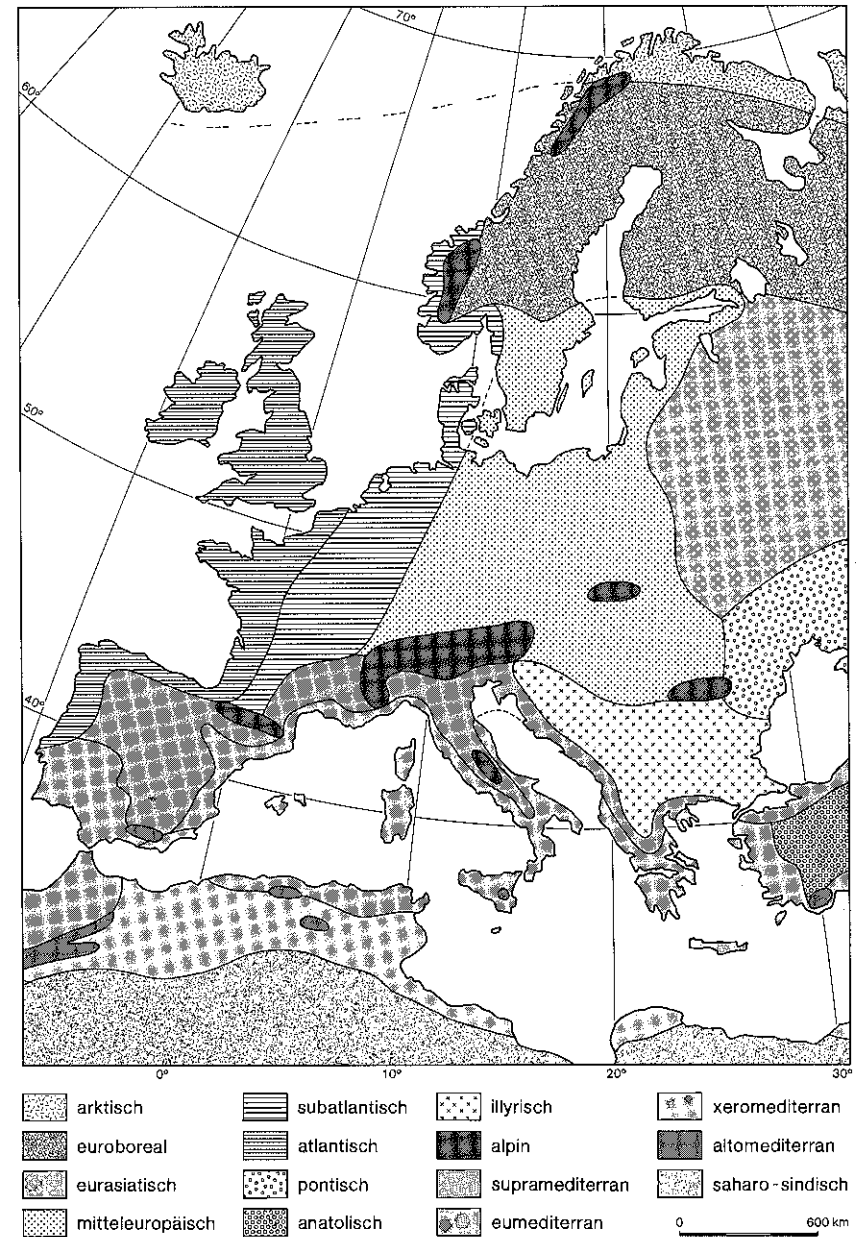 70°
60°
50°
40°
0° 10° 20° 30°
arktisch
euroboreal
eurasiatisch
mitteleuropäisch
subatlantisch
atlantisch
pontisch
anatolisch
illyrisch
alpin
supramediterran
eumediterran
xeromediterran
altomediterran
saharo-sindisch
0 600 km